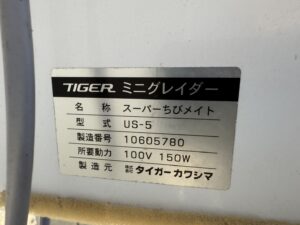 TIGER ミニグレイダー
名称 スーパーちびメイト
型式 US-5
製造番号 10605780
所要動力 100V 150W
製造元 株式会社 タイガーカワシマ